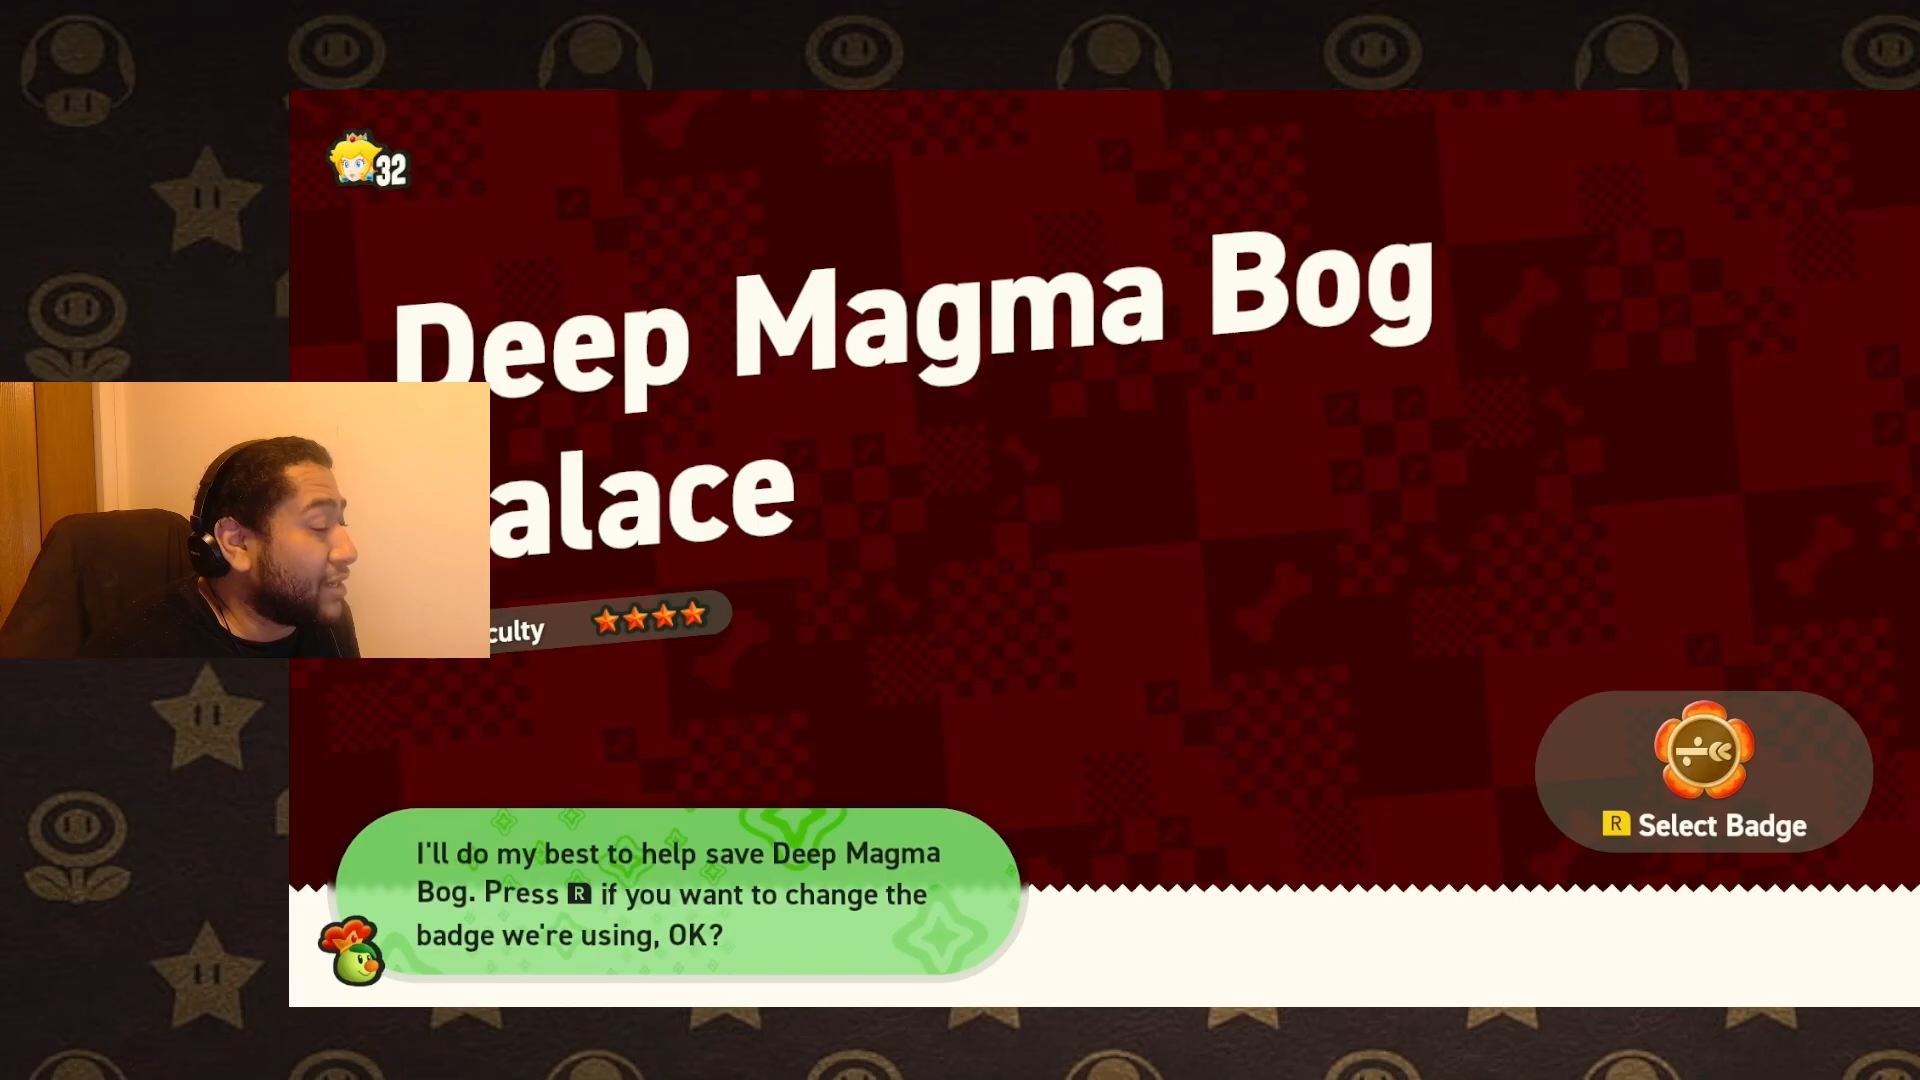 32
Deep Magma Bog
alace
culty
R Select Badge
I'll do my best to help save Deep Magma
Bog. Press R if you want to change the
badge we're using, OK?